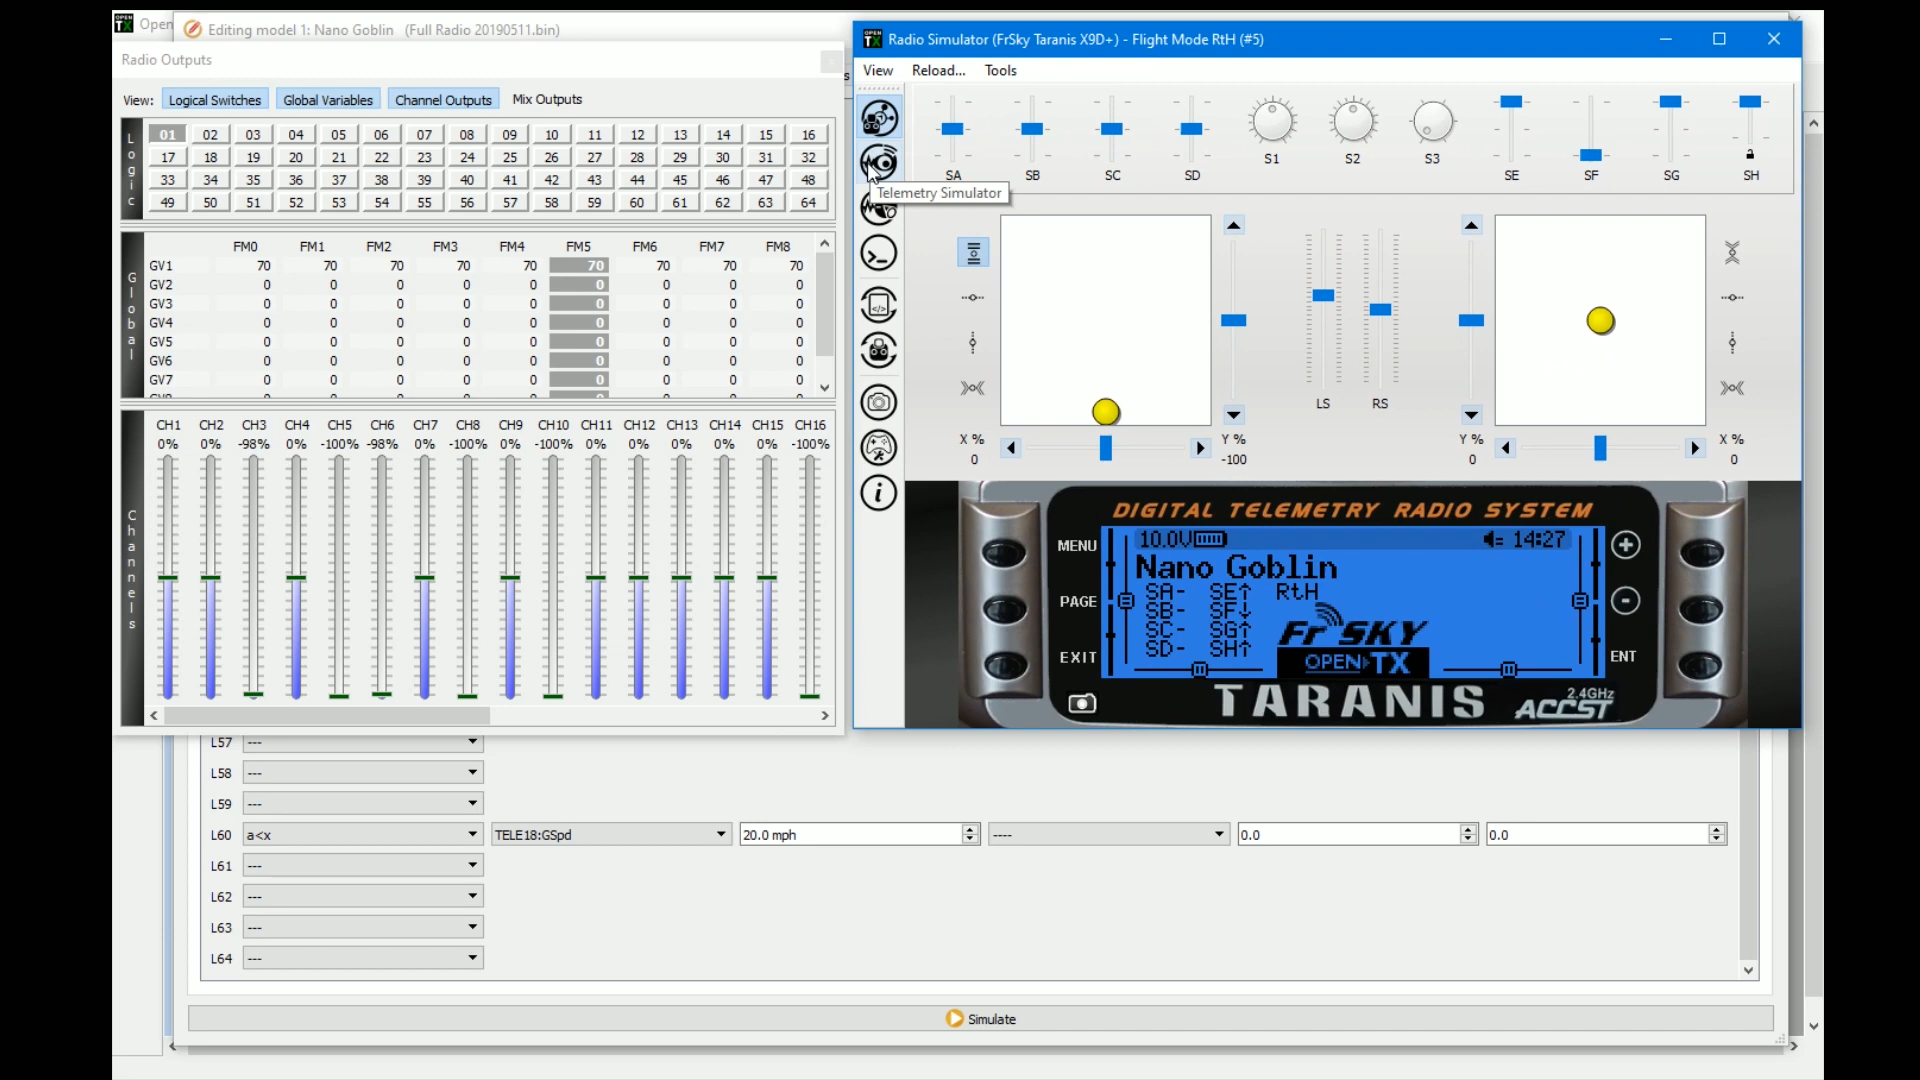 Open
Editing model 1: Nano Goblin (Full Radio 20190511.bin)
Radio Outputs
View: Logical Switches Global Variables Channel Outputs Mix Outputs
Logic
01 02 03 04 05 06 07 08 09 10 11 12 13 14 15 16
17 18 19 20 21 22 23 24 25 26 27 28 29 30 31 32
33 34 35 36 37 38 39 40 41 42 43 44 45 46 47 48
49 50 51 52 53 54 55 56 57 58 59 60 61 62 63 64
Global
FM0 FM1 FM2 FM3 FM4 FM5 FM6 FM7 FM8
GV1 70 70 70 70 70 70 70 70 70
GV2 0 0 0 0 0 0 0 0 0
GV3 0 0 0 0 0 0 0 0 0
GV4 0 0 0 0 0 0 0 0 0
GV5 0 0 0 0 0 0 0 0 0
GV6 0 0 0 0 0 0 0 0 0
GV7 0 0 0 0 0 0 0 0 0
Channels
CH1 CH2 CH3 CH4 CH5 CH6 CH7 CH8 CH9 CH10 CH11 CH12 CH13 CH14 CH15 CH16
0% 0% -98% 0% -100% -98% 0% -100% 0% -100% 0% 0% 0% 0% 0% -100%
Radio Simulator (FrSky Taranis X9D+) - Flight Mode RtH (#5)
View Reload... Tools
SA SB SC SD S1 S2 S3 SE SF SG SH
Telemetry Simulator
LS RS
X % 0
Y % -100
Y % 0
X % 0
DIGITAL TELEMETRY RADIO SYSTEM
MENU
PAGE
EXIT
10.0V 14:27
Nano Goblin
SA- SE↑ RtH
SB- SF↓
SC- SG↑
SD- SH↑
FrSKY
OPEN TX
ENT
TARANIS
ACCST 2.4GHz
L57 ---
L58 ---
L59 ---
L60 a<x TELE18:GSpd 20.0 mph ---- 0.0 0.0
L61 ---
L62 ---
L63 ---
L64 ---
Simulate